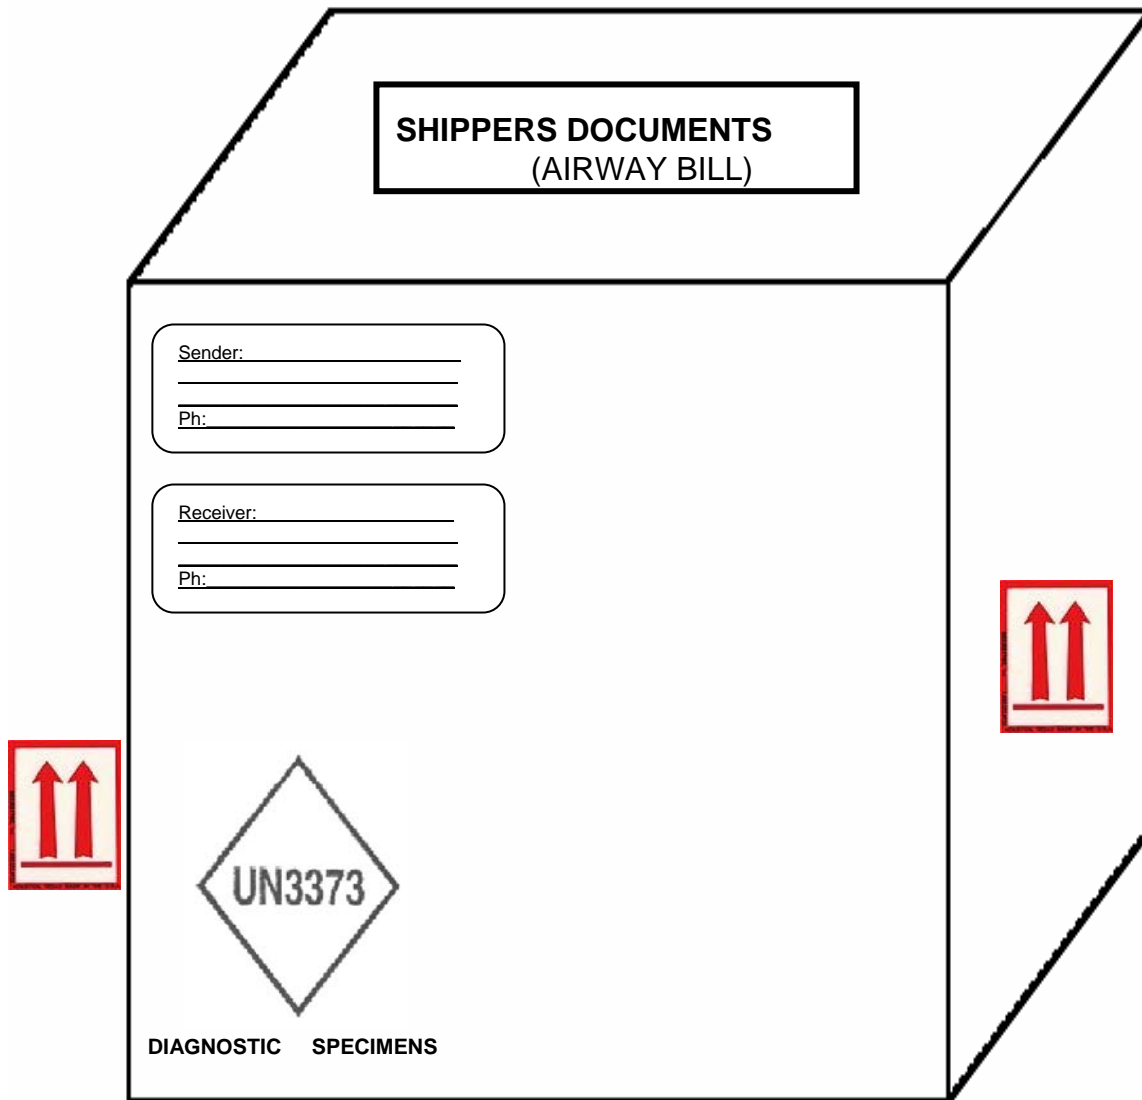 SHIPPERS DOCUMENTS
(AIRWAY BILL)
Sender:
Ph:
Receiver:
Ph:
UN3373
DIAGNOSTIC SPECIMENS